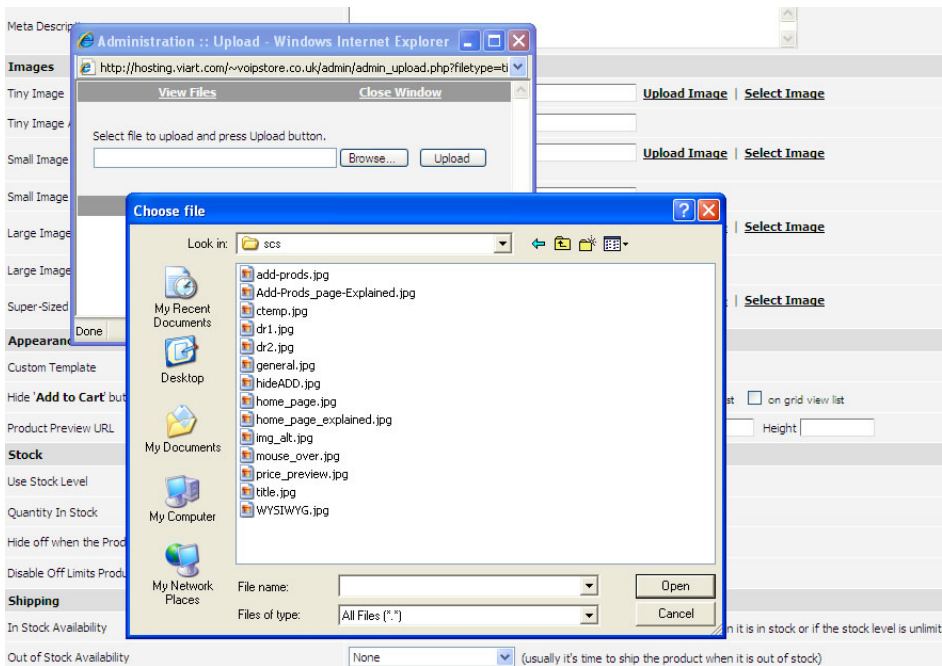 Meta Descrip
Administration :: Upload - Windows Internet Explorer
http://hosting.viart.com/~voipstore.co.uk/admin/admin_upload.php?filetype=ti
View Files Close Window
Select file to upload and press Upload button.
Browse... Upload
Done
Images
Tiny Image Upload Image | Select Image
Tiny Image A
Small Image Upload Image | Select Image
Small Image
Large Image | Select Image
Large Image
Super-Sized | Select Image
Choose file
Look in: scs
My Recent Documents
Desktop
My Documents
My Computer
My Network Places
add-prods.jpg
Add-Prods_page-Explained.jpg
ctemp.jpg
dr1.jpg
dr2.jpg
general.jpg
hideADD.jpg
home_page.jpg
home_page_explained.jpg
img_alt.jpg
mouse_over.jpg
price_preview.jpg
title.jpg
WYSIWYG.jpg
File name: Open
Files of type: All Files (*.*) Cancel
Appearan
Custom Template
Hide 'Add to Cart' but st on grid view list
Product Preview URL Height
Stock
Use Stock Level
Quantity In Stock
Hide off when the Prod
Disable Off Limits Produ
Shipping
In Stock Availability n it is in stock or if the stock level is unlimit
Out of Stock Availability None (usually it's time to ship the product when it is out of stock)